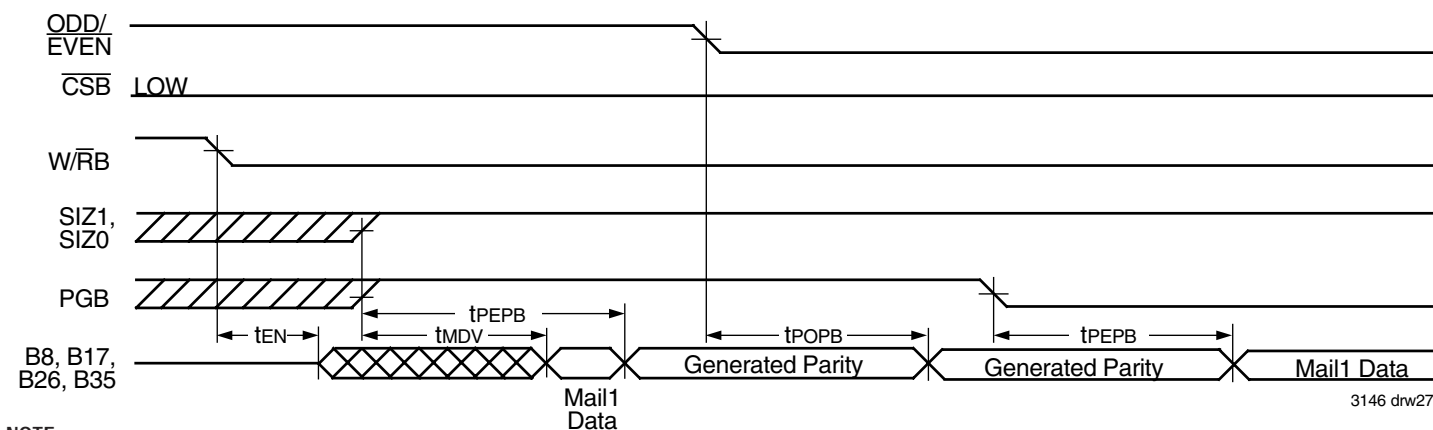 ODD/
EVEN
CSB LOW
W/RB
SIZ1,
SIZ0
PGB
tPEPB
tEN
tMDV
tPOPB
tPEPB
B8, B17,
B26, B35
Generated Parity
Generated Parity
Mail1 Data
Mail1
Data
3146 drw27
NOTE